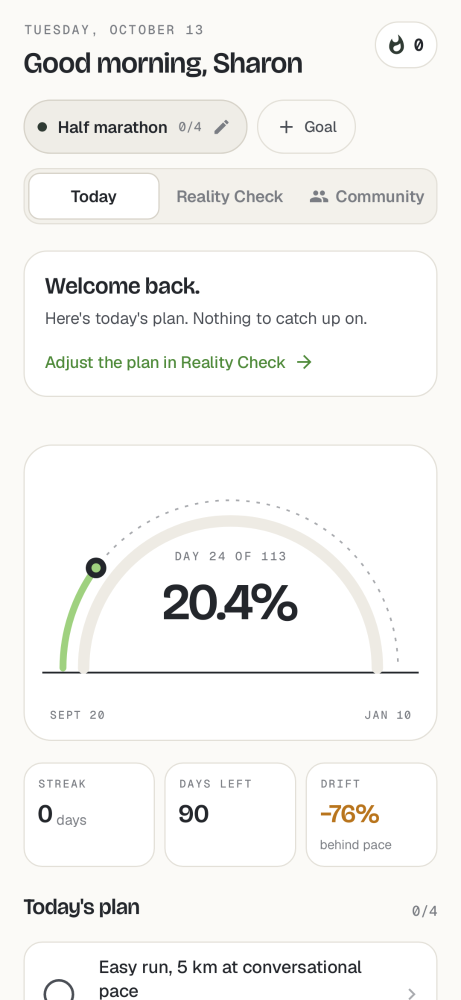 TUESDAY, OCTOBER 13
Good morning, Sharon
0
Half marathon 0/4
+ Goal
Today Reality Check Community
Welcome back.
Here's today's plan. Nothing to catch up on.
Adjust the plan in Reality Check →
DAY 24 OF 113
20.4%
SEPT 20 JAN 10
STREAK
0 days
DAYS LEFT
90
DRIFT
-76%
behind pace
Today's plan 0/4
Easy run, 5 km at conversational
pace